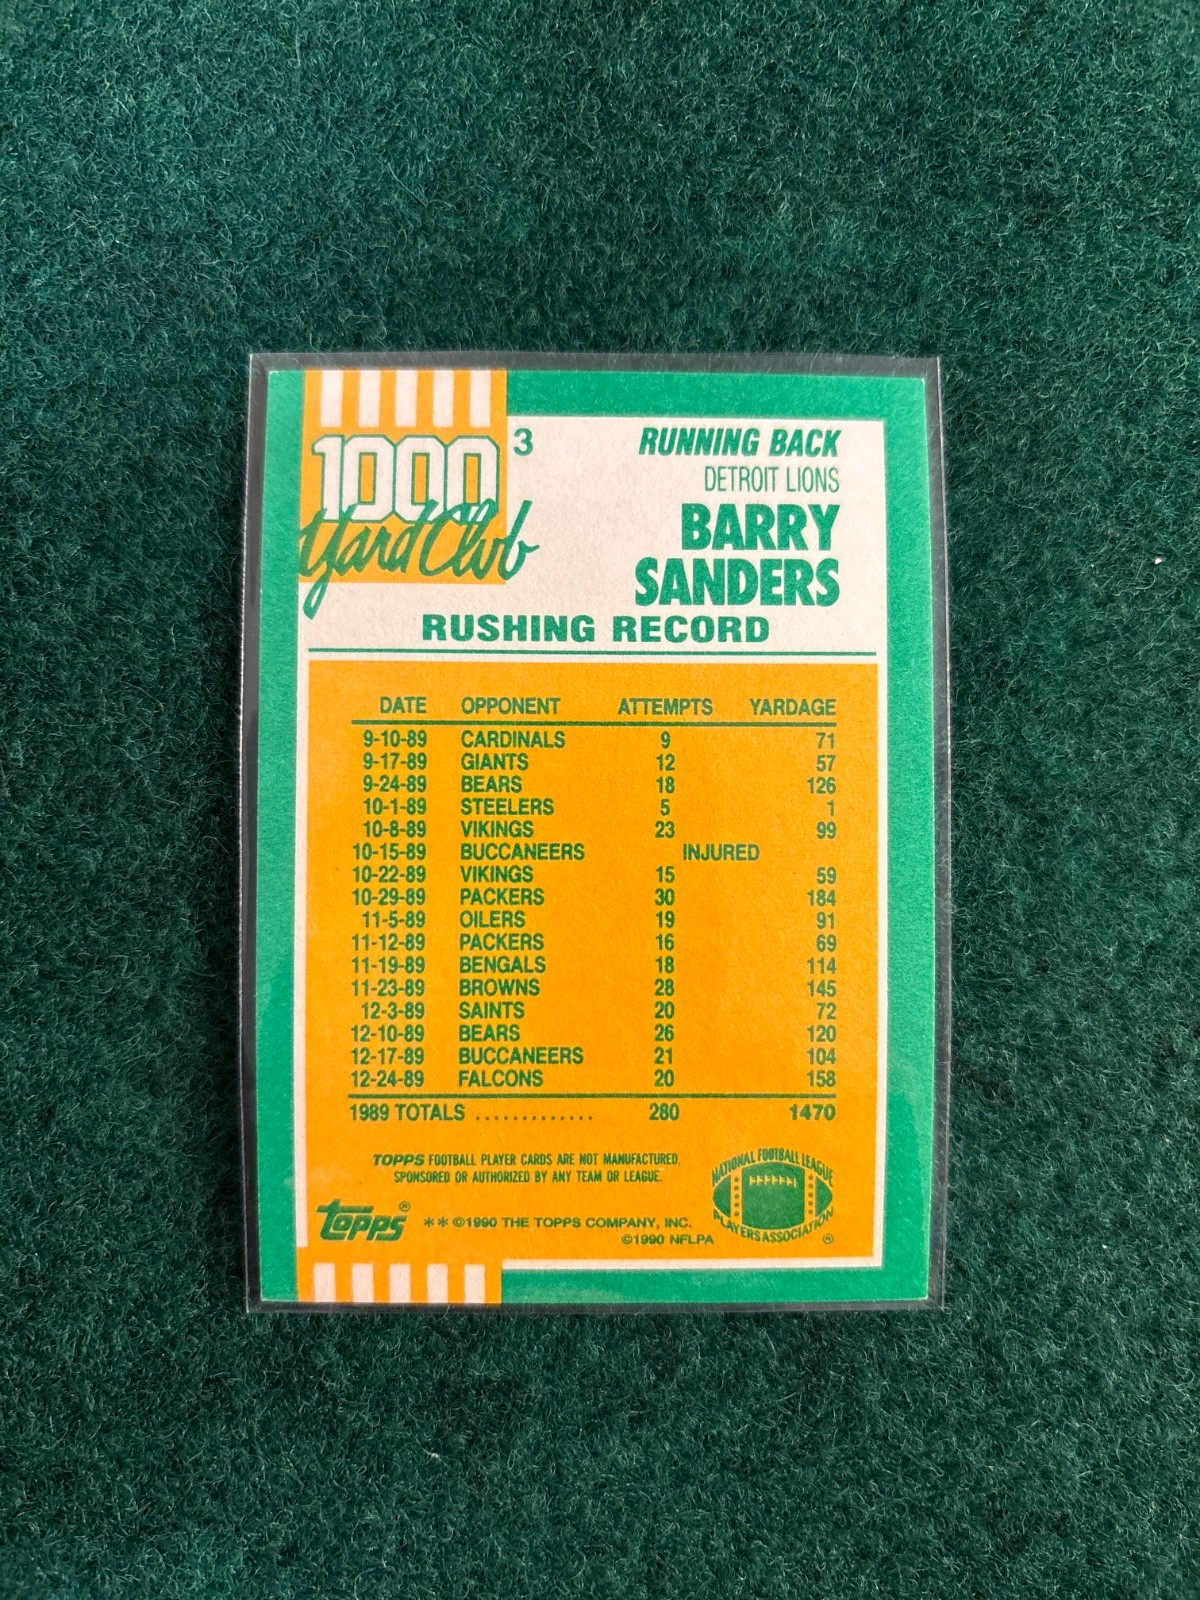 1000
Yard Club
3
RUNNING BACK
DETROIT LIONS
BARRY
SANDERS
RUSHING RECORD
DATE OPPONENT ATTEMPTS YARDAGE
9-10-89 CARDINALS 9 71
9-17-89 GIANTS 12 57
9-24-89 BEARS 18 126
10-1-89 STEELERS 5 1
10-8-89 VIKINGS 23 99
10-15-89 BUCCANEERS INJURED
10-22-89 VIKINGS 15 59
10-29-89 PACKERS 30 184
11-5-89 OILERS 19 91
11-12-89 PACKERS 16 69
11-19-89 BENGALS 18 114
11-23-89 BROWNS 28 145
12-3-89 SAINTS 20 72
12-10-89 BEARS 26 120
12-17-89 BUCCANEERS 21 104
12-24-89 FALCONS 20 158
1989 TOTALS ............. 280 1470
TOPPS FOOTBALL PLAYER CARDS ARE NOT MANUFACTURED,
SPONSORED OR AUTHORIZED BY ANY TEAM OR LEAGUE.
topps®
**©1990 THE TOPPS COMPANY, INC.
©1990 NFLPA
NATIONAL FOOTBALL LEAGUE
PLAYERS ASSOCIATION ®